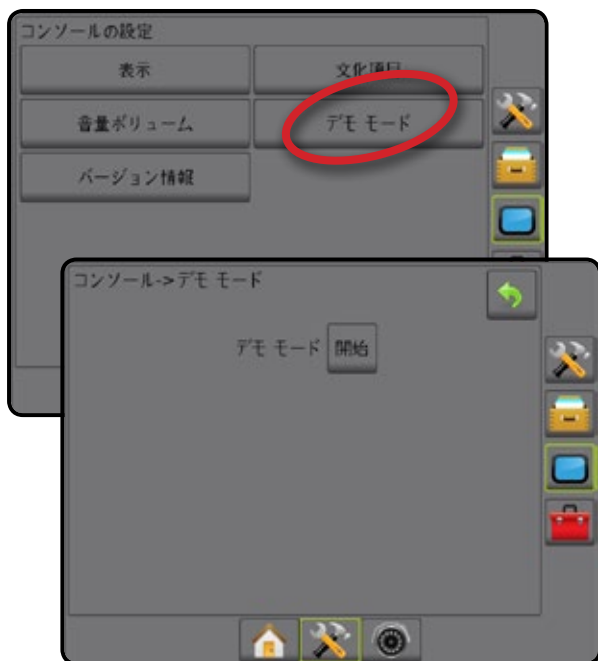 コンソールの設定
表示
文化項目
音量ボリューム
デモ モード
バージョン情報
コンソール->デモ モード
デモ モード 開始